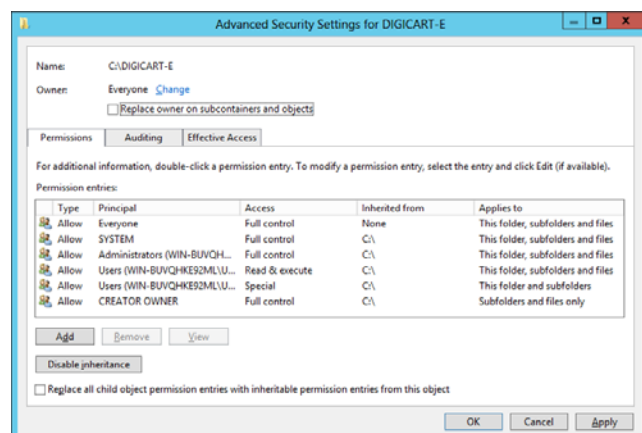 Advanced Security Settings for DIGICART-E
Name: C:\DIGICART-E
Owner: Everyone Change
Replace owner on subcontainers and objects
Permissions Auditing Effective Access
For additional information, double-click a permission entry. To modify a permission entry, select the entry and click Edit (if available).
Permission entries:
Type Principal Access Inherited from Applies to
Allow Everyone Full control None This folder, subfolders and files
Allow SYSTEM Full control C:\ This folder, subfolders and files
Allow Administrators (WIN-BUVQH... Full control C:\ This folder, subfolders and files
Allow Users (WIN-BUVQHKE92ML\U... Read & execute C:\ This folder, subfolders and files
Allow Users (WIN-BUVQHKE92ML\U... Special C:\ This folder and subfolders
Allow CREATOR OWNER Full control C:\ Subfolders and files only
Add Remove View
Disable inheritance
Replace all child object permission entries with inheritable permission entries from this object
OK Cancel Apply